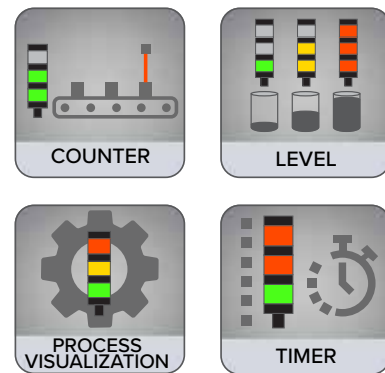 COUNTER
LEVEL
PROCESS
VISUALIZATION
TIMER